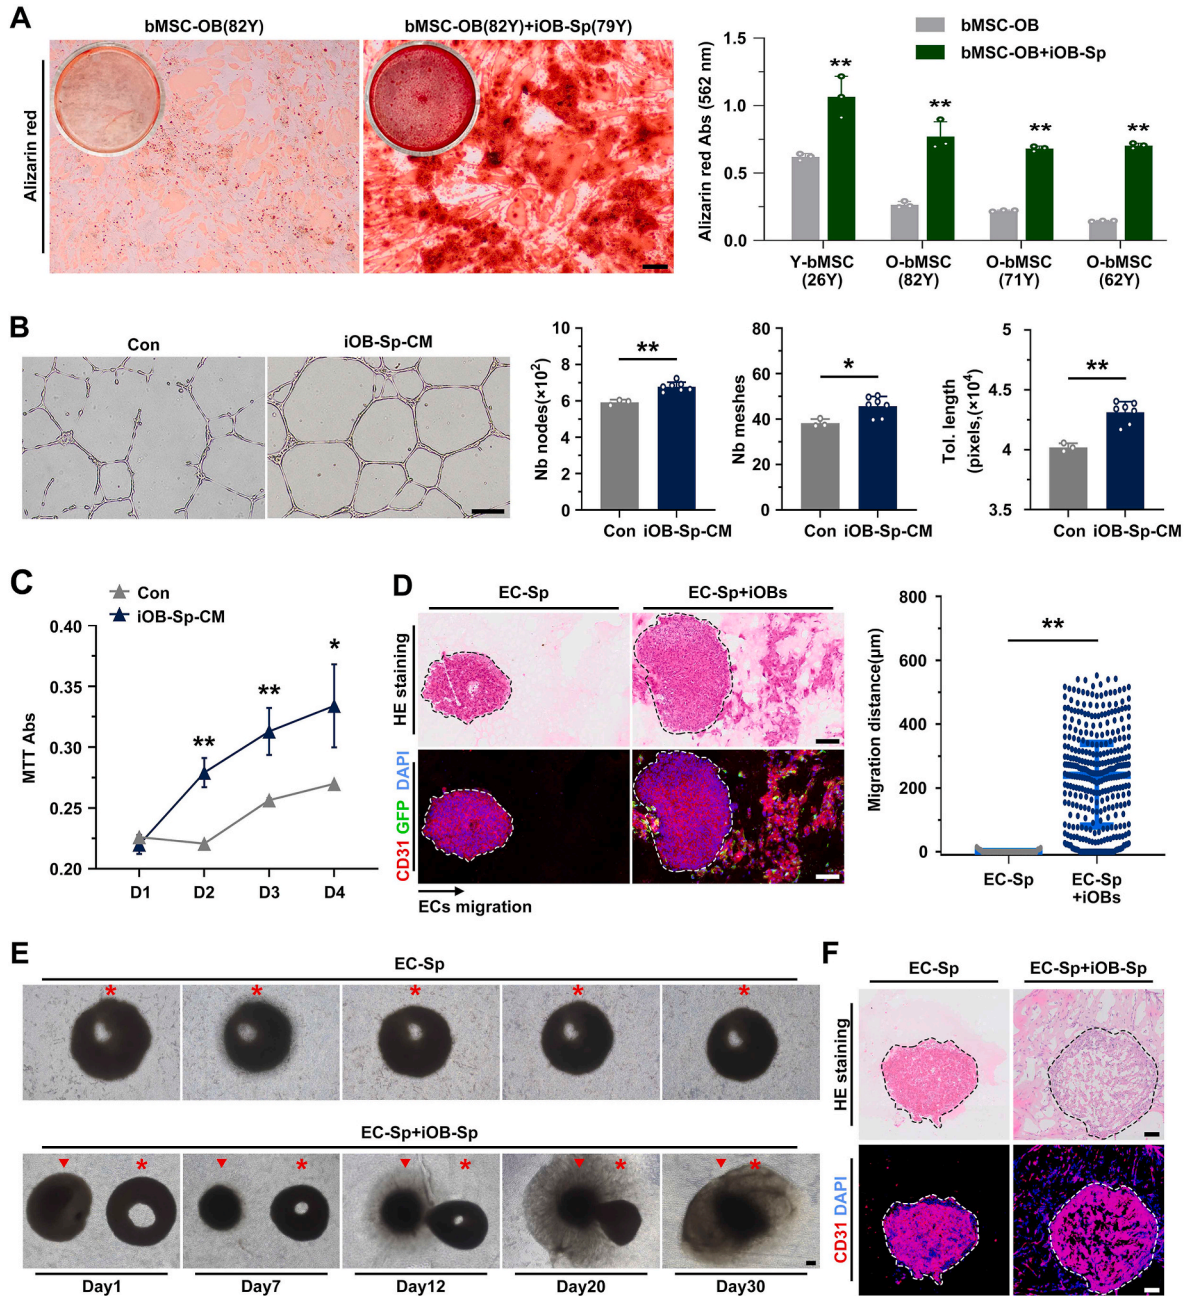 A
bMSC-OB(82Y)
bMSC-OB(82Y)+iOB-Sp(79Y)
Alizarin red
bMSC-OB
bMSC-OB+iOB-Sp
Alizarin red Abs (562 nm)
1.5
1.0
0.5
0.0
**
**
**
**
Y-bMSC
(26Y)
O-bMSC
(82Y)
O-bMSC
(71Y)
O-bMSC
(62Y)
B
Con
iOB-Sp-CM
Nb nodes(×10²)
10
8
6
4
2
0
**
Con iOB-Sp-CM
Nb meshes
80
60
40
20
0
*
Con iOB-Sp-CM
Tol. length
(pixels,(×10⁴)
5
4.5
4
3.5
**
Con iOB-Sp-CM
C
Con
iOB-Sp-CM
MTT Abs
0.40
0.35
0.30
0.25
0.20
**
**
*
D1
D2
D3
D4
D
EC-Sp
EC-Sp+iOBs
HE staining
CD31 GFP DAPI
ECs migration
Migration distance(μm)
800
600
400
200
0
**
EC-Sp
EC-Sp
+iOBs
E
EC-Sp
*
*
*
*
*
EC-Sp+iOB-Sp
*
*
*
*
*
Day1
Day7
Day12
Day20
Day30
F
EC-Sp
EC-Sp+iOB-Sp
HE staining
CD31 DAPI